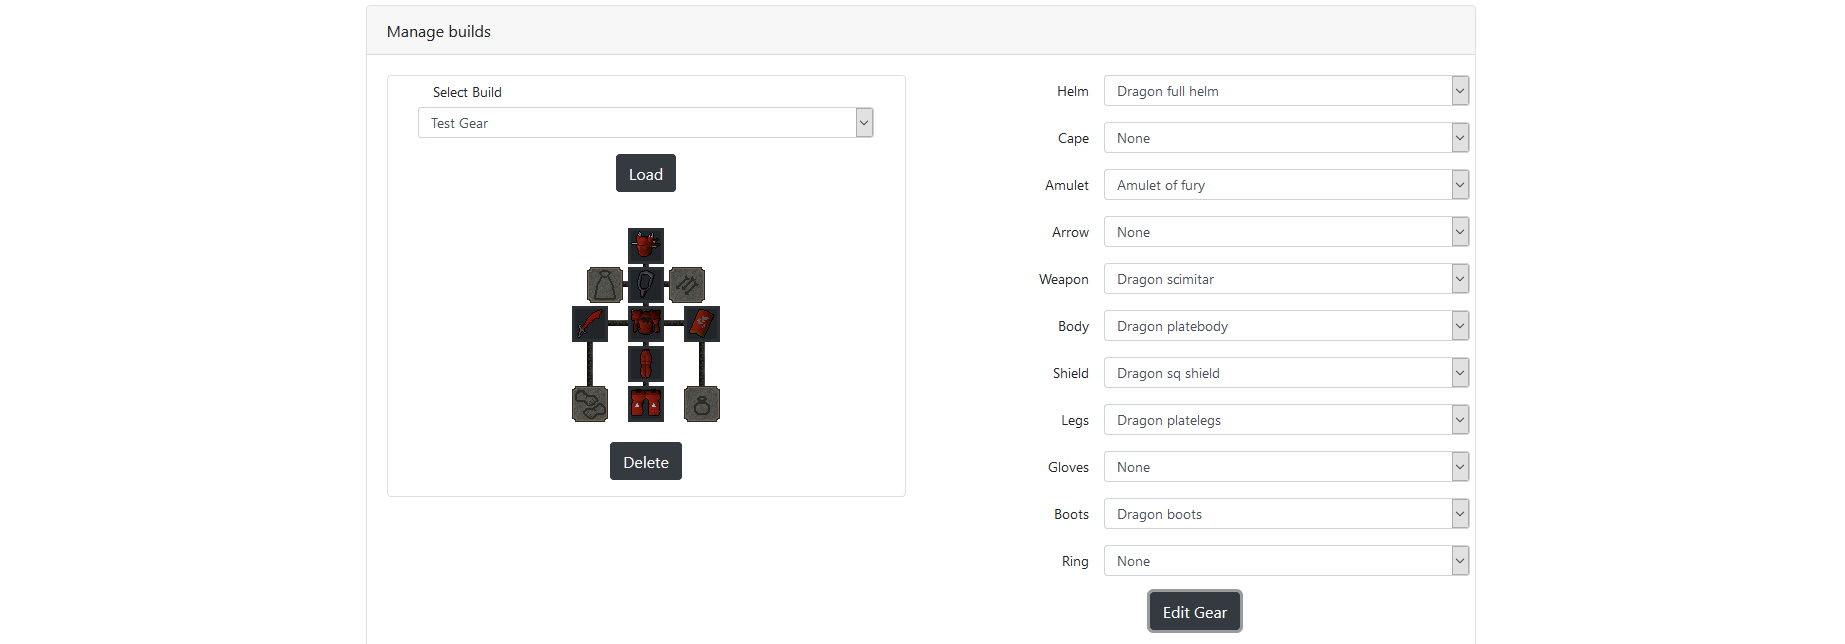 Manage builds
Select Build
Test Gear
Load
Delete
Helm Dragon full helm
Cape None
Amulet Amulet of fury
Arrow None
Weapon Dragon scimitar
Body Dragon platebody
Shield Dragon sq shield
Legs Dragon platelegs
Gloves None
Boots Dragon boots
Ring None
Edit Gear